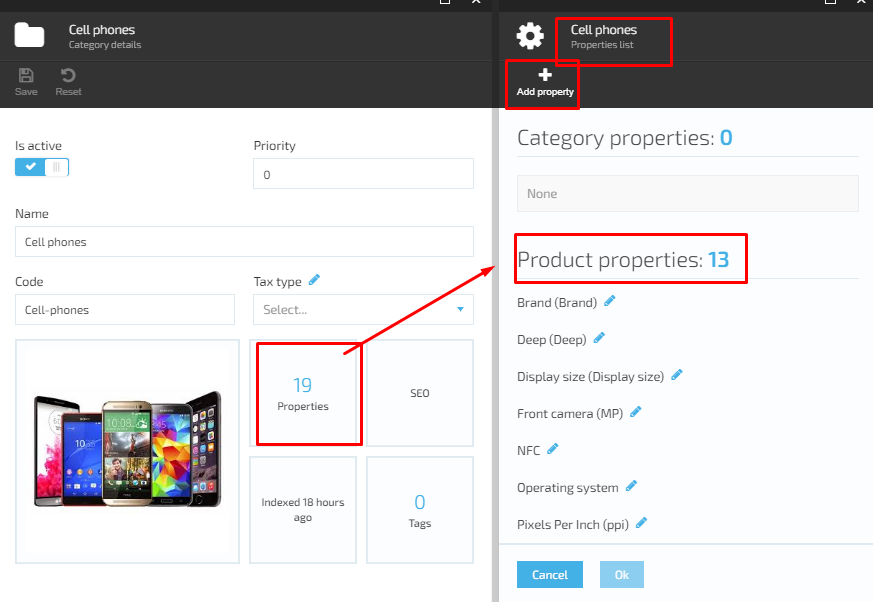 Cell phones
Category details
Save
Reset
Is active
Priority
0
Name
Cell phones
Code
Tax type
Cell-phones
Select...
19
Properties
SEO
Indexed 18 hours
ago
0
Tags
Cell phones
Properties list
Add property
Category properties: 0
None
Product properties: 13
Brand (Brand)
Deep (Deep)
Display size (Display size)
Front camera (MP)
NFC
Operating system
Pixels Per Inch (ppi)
Cancel
Ok